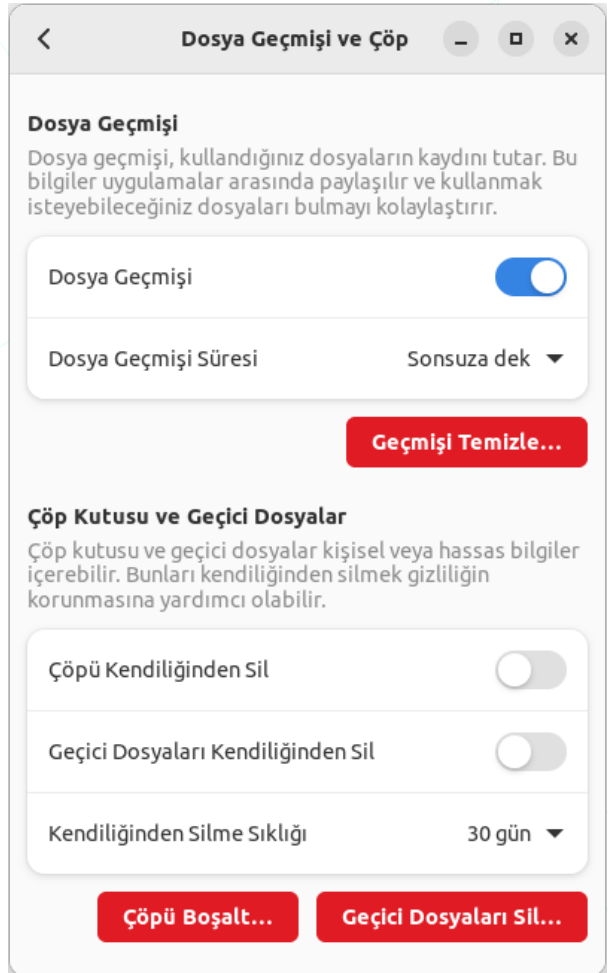 Dosya Geçmişi ve Çöp
Dosya Geçmişi
Dosya geçmişi, kullandığınız dosyaların kaydını tutar. Bu
bilgiler uygulamalar arasında paylaşılır ve kullanmak
isteyebileceğiniz dosyaları bulmayı kolaylaştırır.
Dosya Geçmişi
Dosya Geçmişi Süresi Sonsuza dek
Geçmişi Temizle...
Çöp Kutusu ve Geçici Dosyalar
Çöp kutusu ve geçici dosyalar kişisel veya hassas bilgiler
içerebilir. Bunları kendiliğinden silmek gizliliğin
korunmasına yardımcı olabilir.
Çöpü Kendiliğinden Sil
Geçici Dosyaları Kendiliğinden Sil
Kendiliğinden Silme Sıklığı 30 gün
Çöpü Boşalt... Geçici Dosyaları Sil...